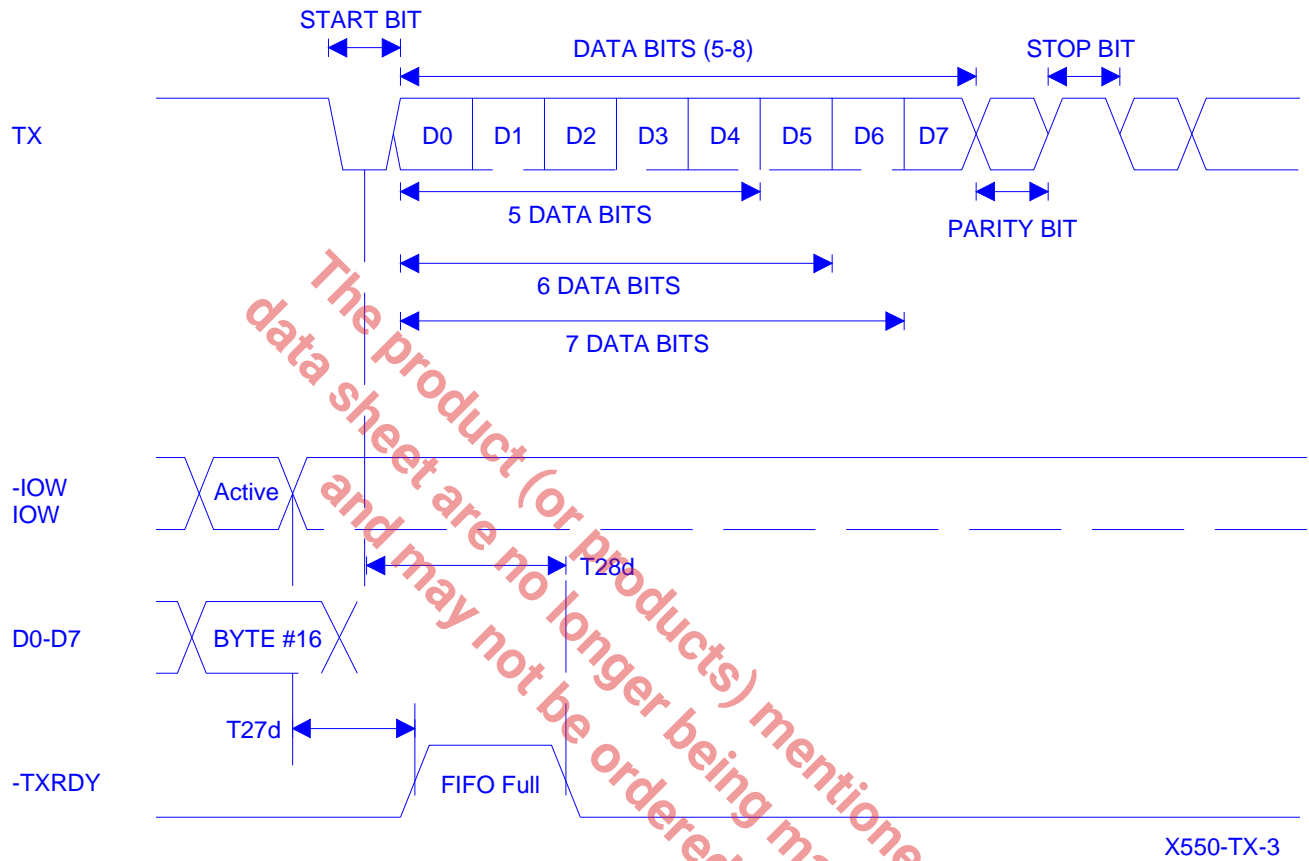 START BIT
DATA BITS (5-8)
STOP BIT
TX
D0 D1 D2 D3 D4 D5 D6 D7
5 DATA BITS
PARITY BIT
6 DATA BITS
7 DATA BITS
-IOW
IOW
Active
T28d
D0-D7
BYTE #16
T27d
-TXRDY
FIFO Full
X550-TX-3
The product (or products) mentione
data sheet are no longer being ma
and may not be ordered